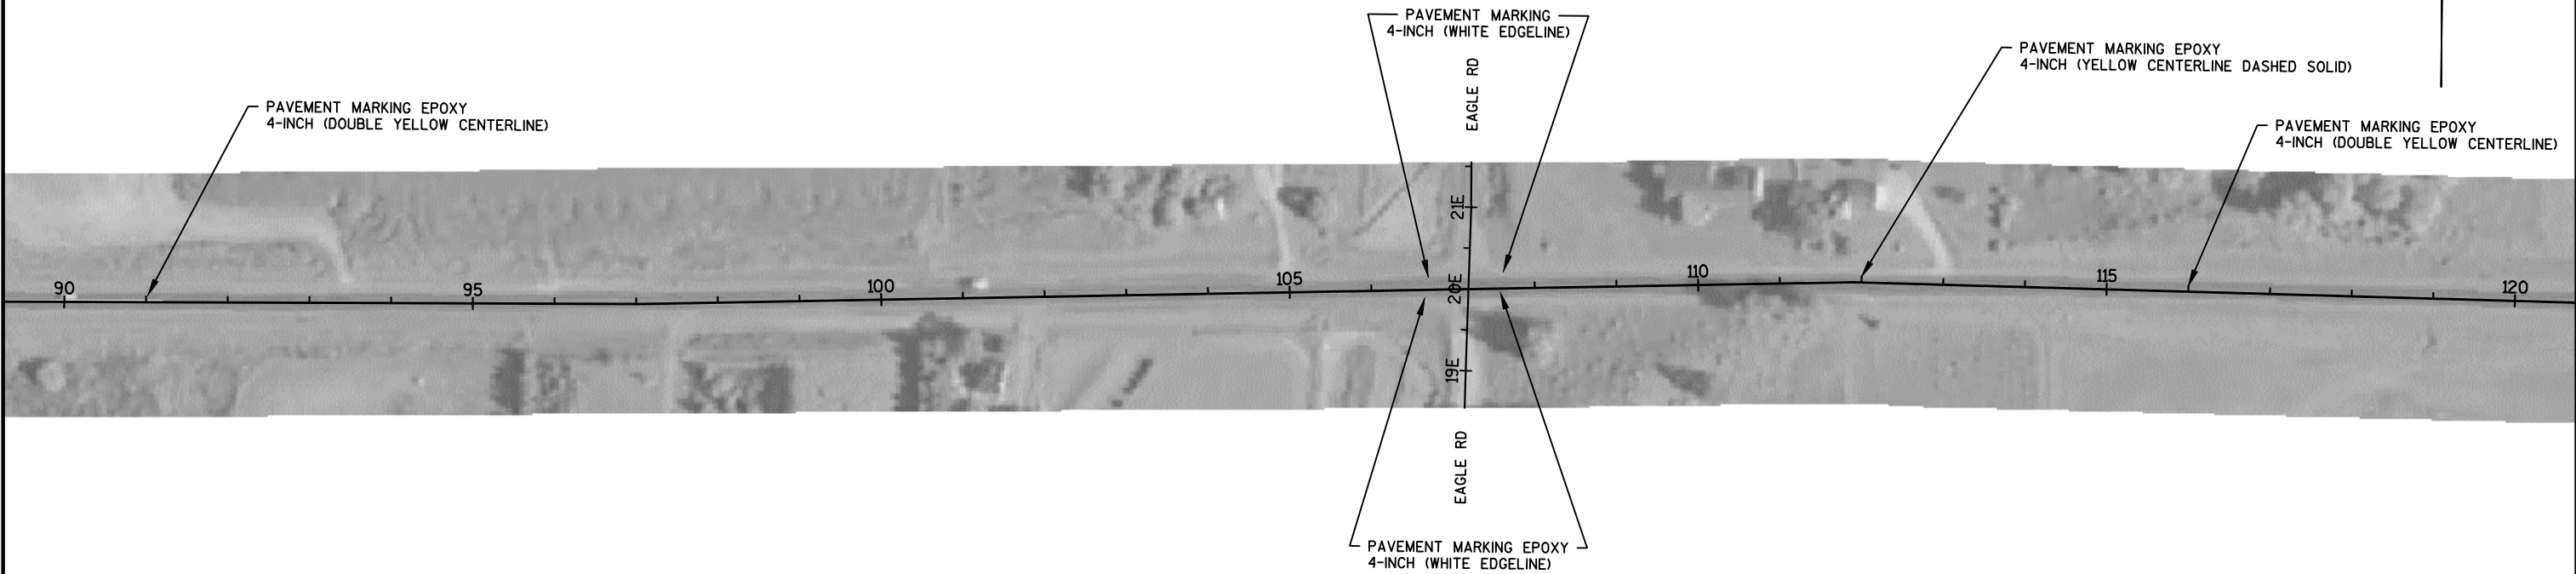 PAVEMENT MARKING
4-INCH (WHITE EDGELINE)
PAVEMENT MARKING EPOXY
4-INCH (YELLOW CENTERLINE DASHED SOLID)
PAVEMENT MARKING EPOXY
4-INCH (DOUBLE YELLOW CENTERLINE)
PAVEMENT MARKING EPOXY
4-INCH (DOUBLE YELLOW CENTERLINE)
EAGLE RD
21E
20E
19E
90
95
100
105
110
115
120
EAGLE RD
PAVEMENT MARKING EPOXY
4-INCH (WHITE EDGELINE)